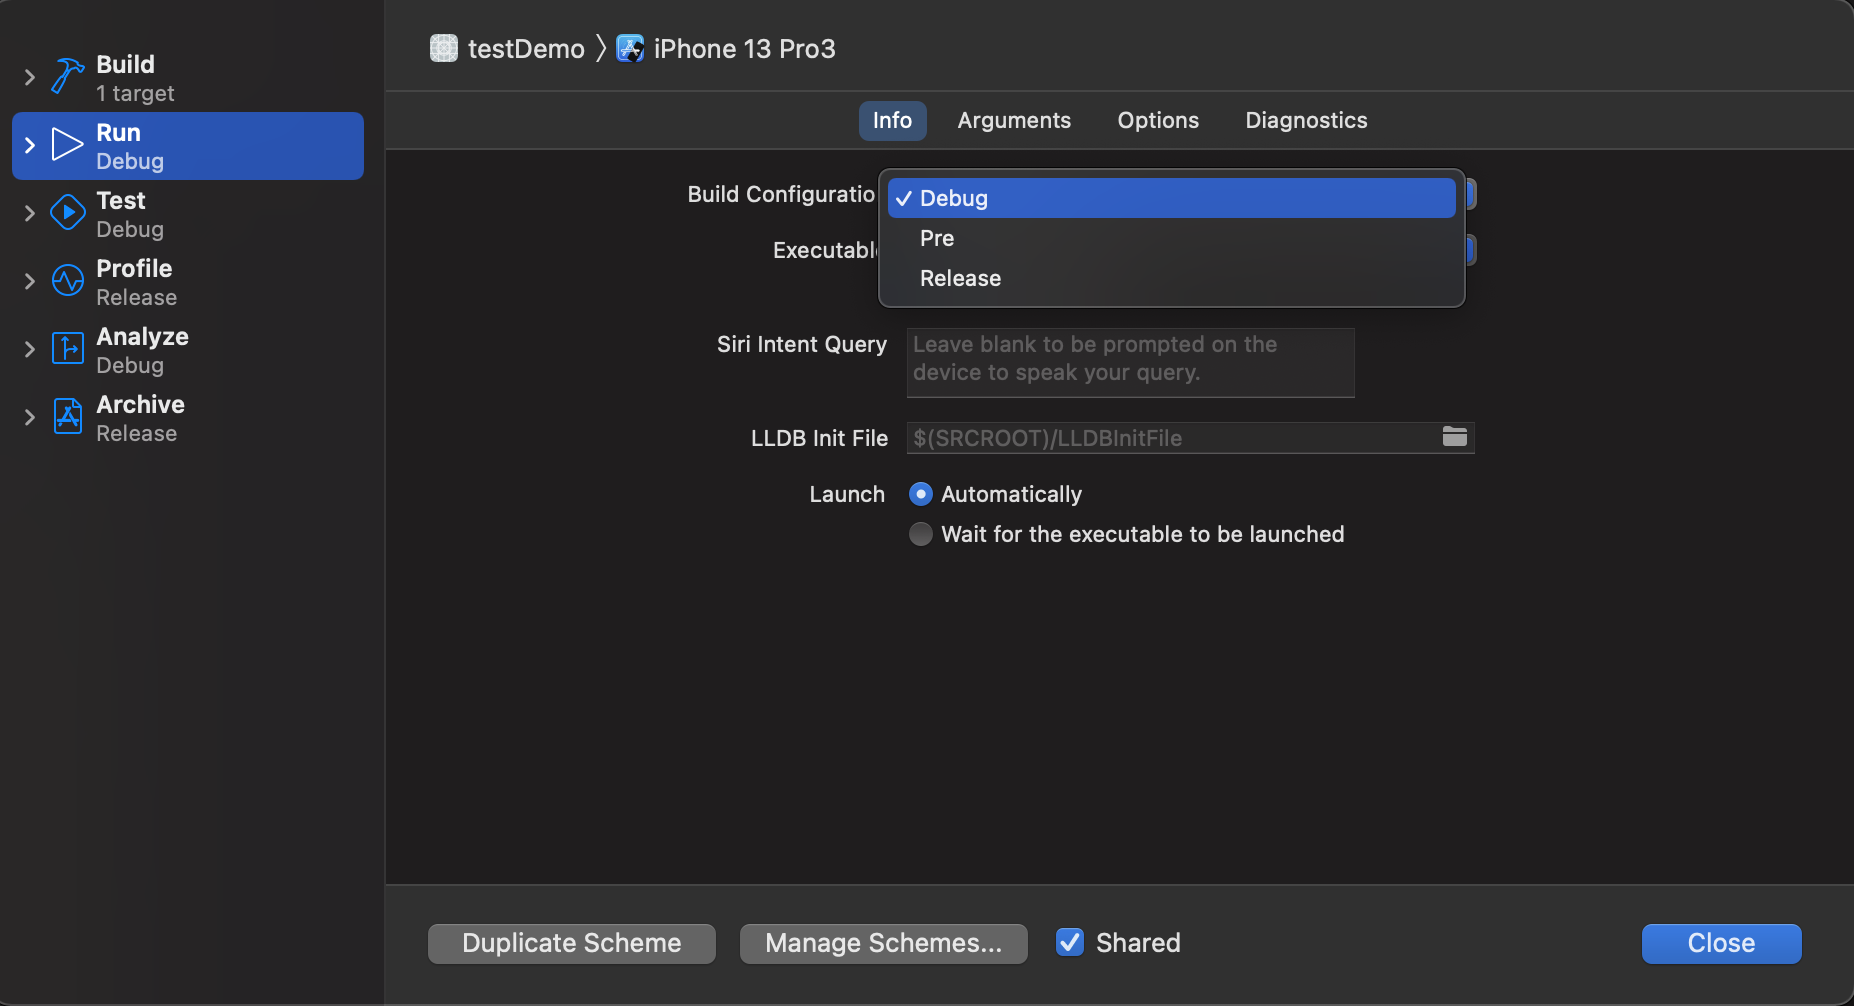 Build
1 target
Run
Debug
Test
Debug
Profile
Release
Analyze
Debug
Archive
Release
testDemo 〉 iPhone 13 Pro3
Info Arguments Options Diagnostics
Build Configuratio
✓ Debug
Pre
Release
Executabl
Siri Intent Query
Leave blank to be prompted on the
device to speak your query.
LLDB Init File $(SRCROOT)/LLDBInitFile
Launch Automatically
Wait for the executable to be launched
Duplicate Scheme Manage Schemes... Shared Close